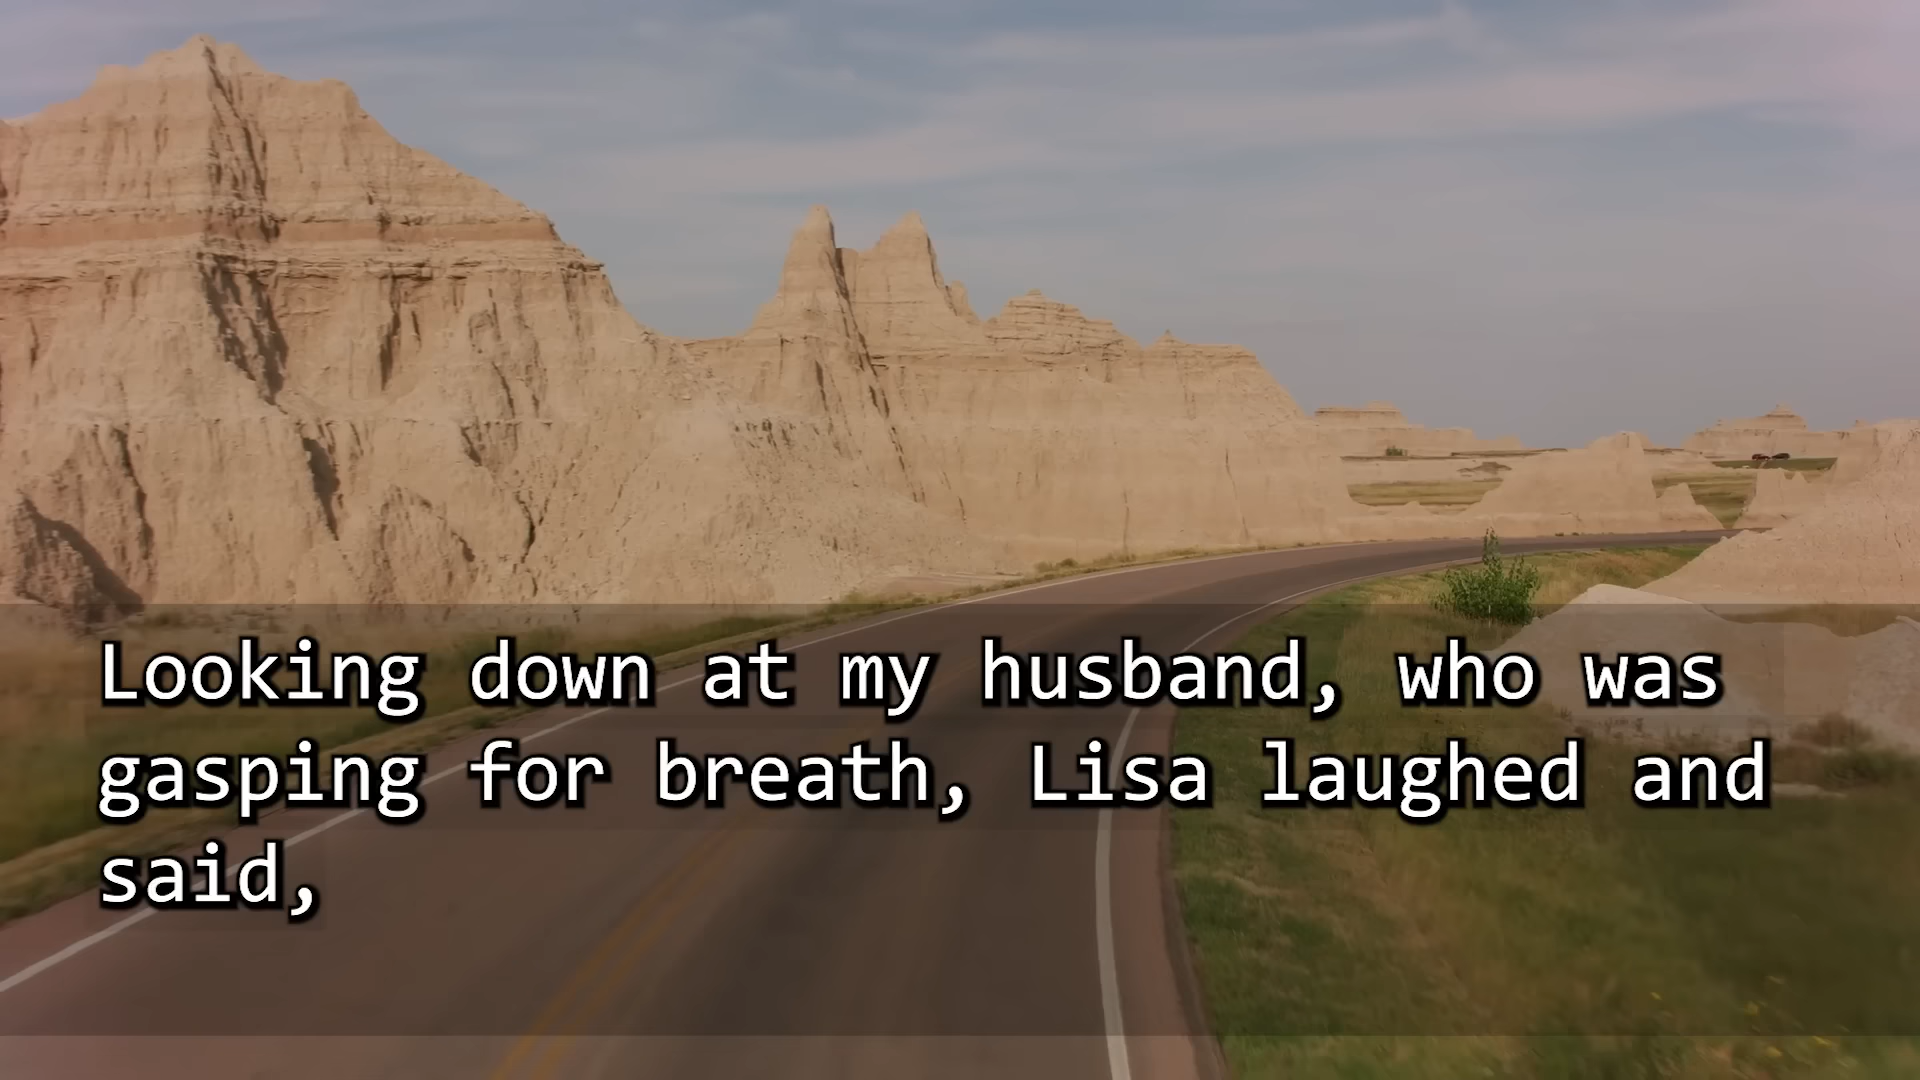 Looking down at my husband, who was
gasping for breath, Lisa laughed and
said,